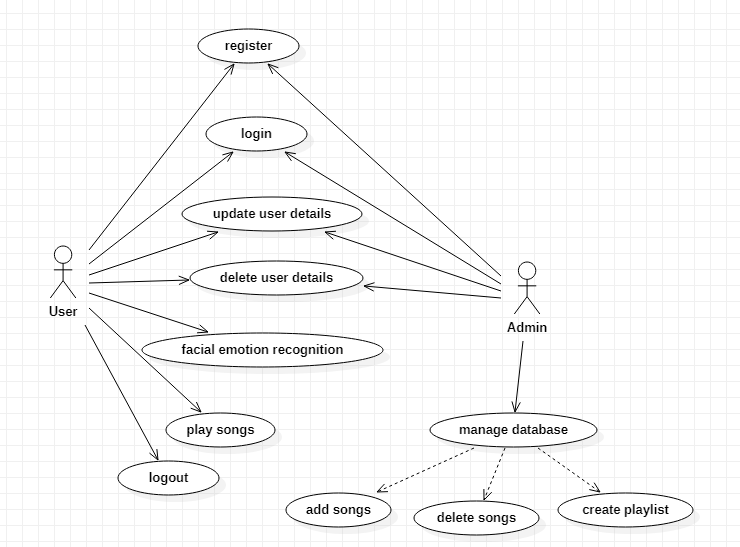 register
login
update user details
delete user details
User
Admin
facial emotion recognition
play songs
manage database
logout
add songs
delete songs
create playlist